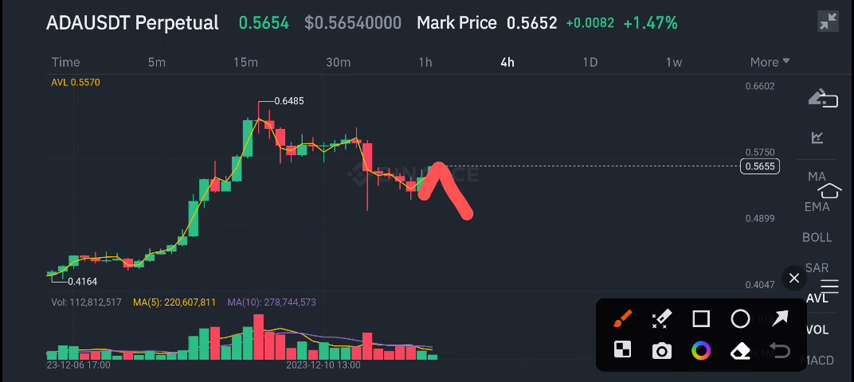 ADAUSDT Perpetual 0.5654 $0.56540000 Mark Price 0.5652 +0.0082 +1.47%
Time 5m 15m 30m 1h 4h 1D 1w More
AVL 0.5570
0.6602
0.6485
0.5750
0.5655
BINANCE
MA
EMA
0.4899
BOLL
SAR
0.4164
0.4047
AVL
Vol: 112,812,517 MA(5): 220,607,811 MA(10): 278,744,573
VOL
MACD
23-12-06 17:00 2023-12-10 13:00